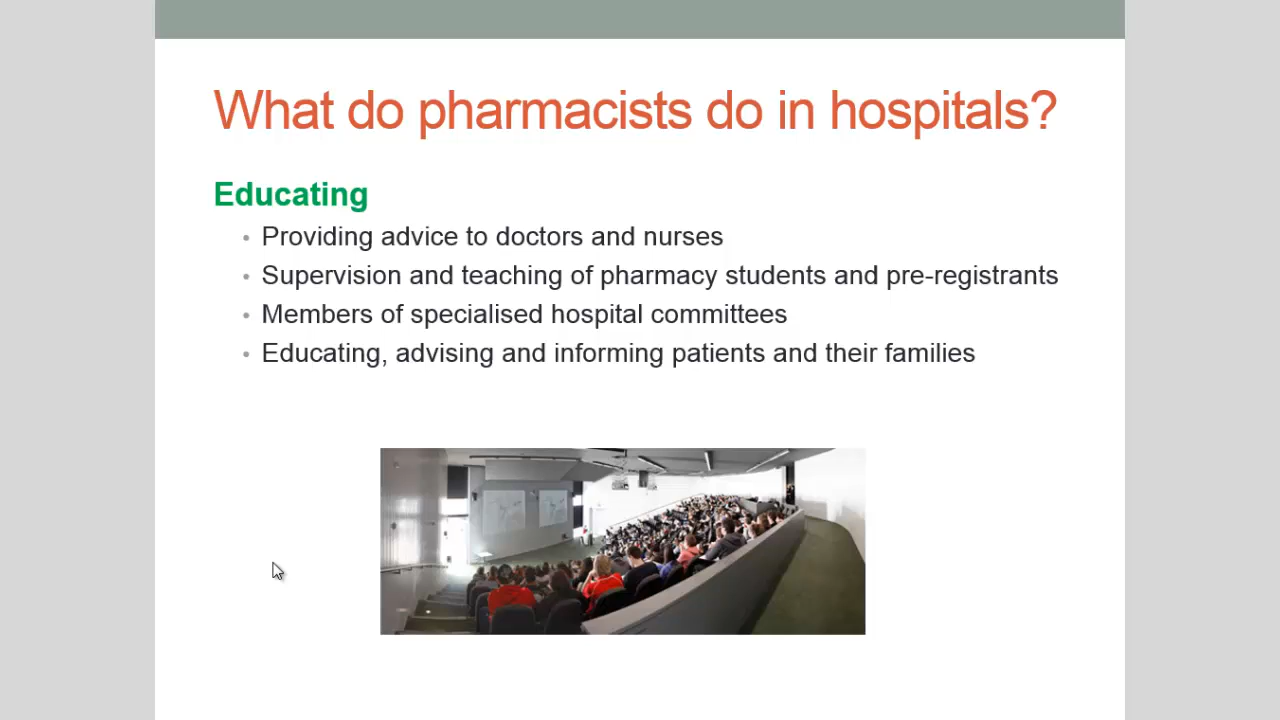 What do pharmacists do in hospitals?
Educating
• Providing advice to doctors and nurses
• Supervision and teaching of pharmacy students and pre-registrants
• Members of specialised hospital committees
• Educating, advising and informing patients and their families